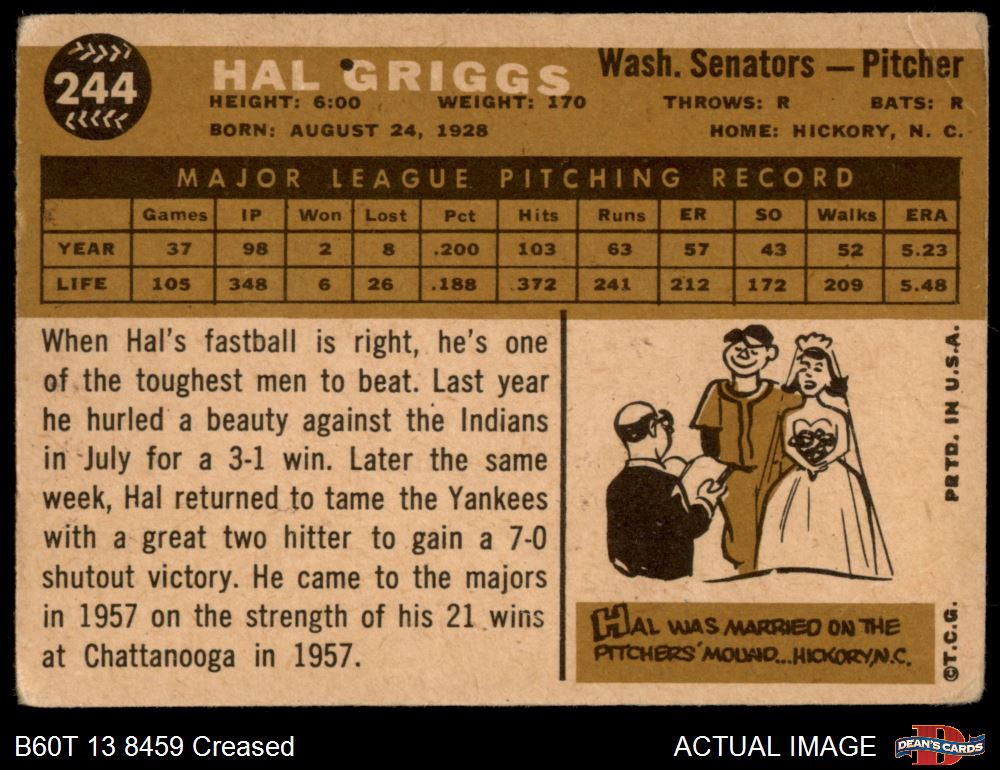 244
HAL GRIGGS
Wash. Senators — Pitcher
HEIGHT: 6:00 WEIGHT: 170 THROWS: R BATS: R
BORN: AUGUST 24, 1928 HOME: HICKORY, N. C.
MAJOR LEAGUE PITCHING RECORD
Games IP Won Lost Pct Hits Runs ER SO Walks ERA
YEAR 37 98 2 8 .200 103 63 57 43 52 5.23
LIFE 105 348 6 26 .188 372 241 212 172 209 5.48
When Hal's fastball is right, he's one
of the toughest men to beat. Last year
he hurled a beauty against the Indians
in July for a 3-1 win. Later the same
week, Hal returned to tame the Yankees
with a great two hitter to gain a 7-0
shutout victory. He came to the majors
in 1957 on the strength of his 21 wins
at Chattanooga in 1957.
HAL WAS MARRIED ON THE
PITCHERS' MOUND...HICKORY,N.C.
©T.C.G. PRTD. IN U.S.A.
B60T 13 8459 Creased
ACTUAL IMAGE
DEAN'S CARDS